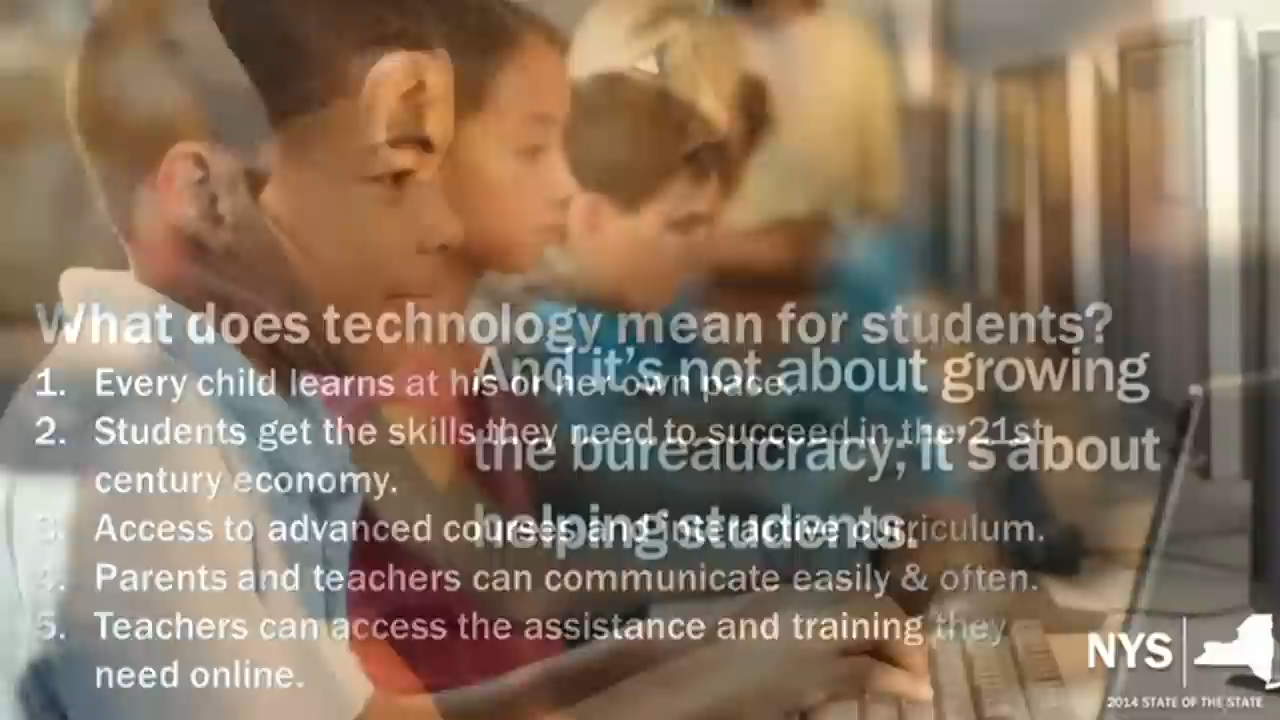 What does technology mean for students?
1. Every child learns at his or her own pace.
2. Students get the skills they need to succeed in the 21st
century economy.
3. Access to advanced courses and interactive curriculum.
4. Parents and teachers can communicate easily & often.
5. Teachers can access the assistance and training they
need online.
And it's not about growing
the bureaucracy; it's about
helping students.
NYS
2014 STATE OF THE STATE